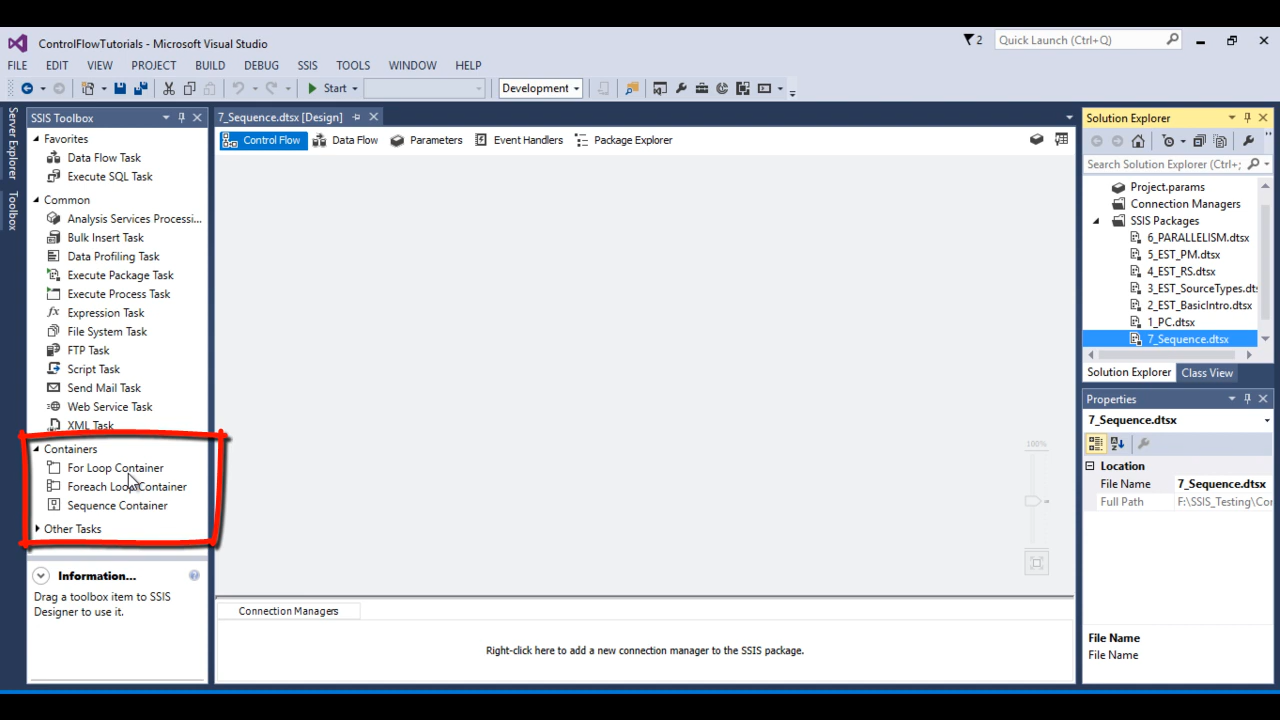 ControlFlowTutorials - Microsoft Visual Studio
2
Quick Launch (Ctrl+Q)
FILE EDIT VIEW PROJECT BUILD DEBUG SSIS TOOLS WINDOW HELP
Start
Development
Server Explorer
Toolbox
SSIS Toolbox
Favorites
Data Flow Task
Execute SQL Task
Common
Analysis Services Processi...
Bulk Insert Task
Data Profiling Task
Execute Package Task
Execute Process Task
Expression Task
File System Task
FTP Task
Script Task
Send Mail Task
Web Service Task
XML Task
Containers
For Loop Container
Foreach Loop Container
Sequence Container
Other Tasks
Information...
Drag a toolbox item to SSIS
Designer to use it.
7_Sequence.dtsx [Design]
Control Flow Data Flow Parameters Event Handlers Package Explorer
100%
Connection Managers
Right-click here to add a new connection manager to the SSIS package.
Solution Explorer
Search Solution Explorer (Ctrl+;
Project.params
Connection Managers
SSIS Packages
6_PARALLELISM.dtsx
5_EST_PM.dtsx
4_EST_RS.dtsx
3_EST_SourceTypes.dts
2_EST_BasicIntro.dtsx
1_PC.dtsx
7_Sequence.dtsx
Solution Explorer Class View
Properties
7_Sequence.dtsx
Location
File Name 7_Sequence.dtsx
Full Path F:\SSIS_Testing\Co
File Name
File Name